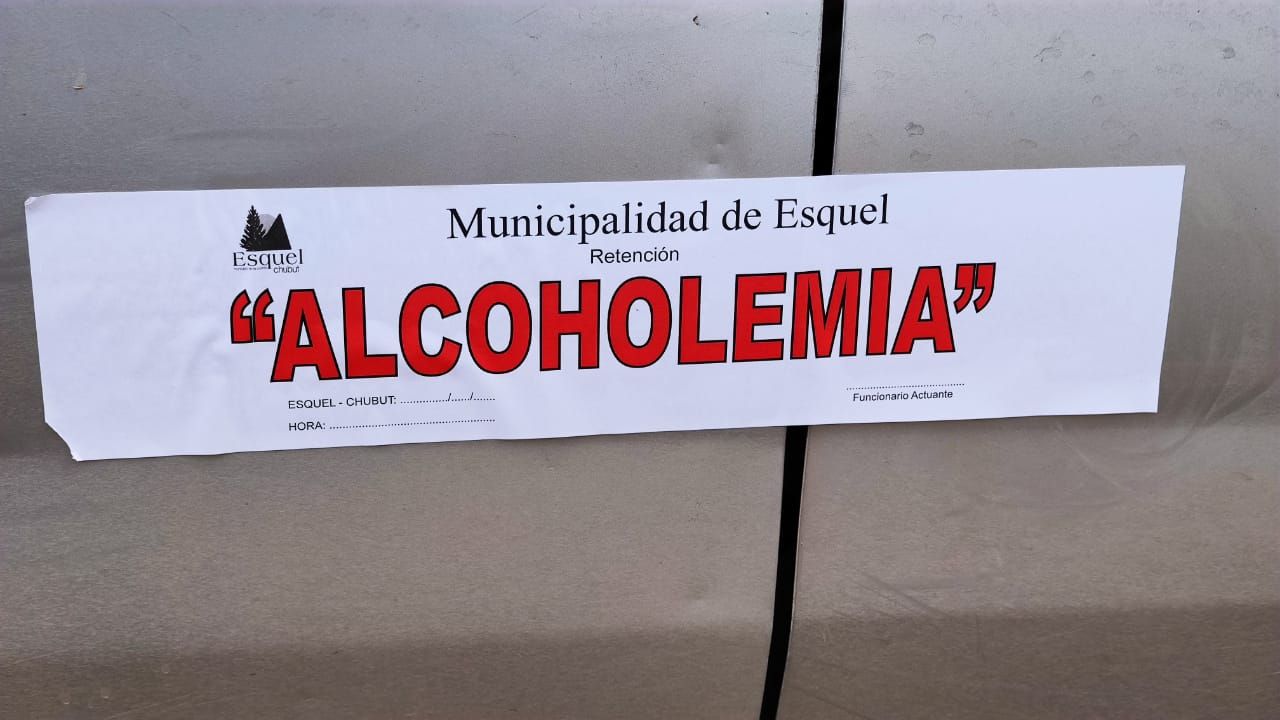 Municipalidad de Esquel
Esquel
chubut
Retención
“ALCOHOLEMIA”
ESQUEL - CHUBUT: ............../....../.......
HORA: ..................................................
....................................
Funcionario Actuante